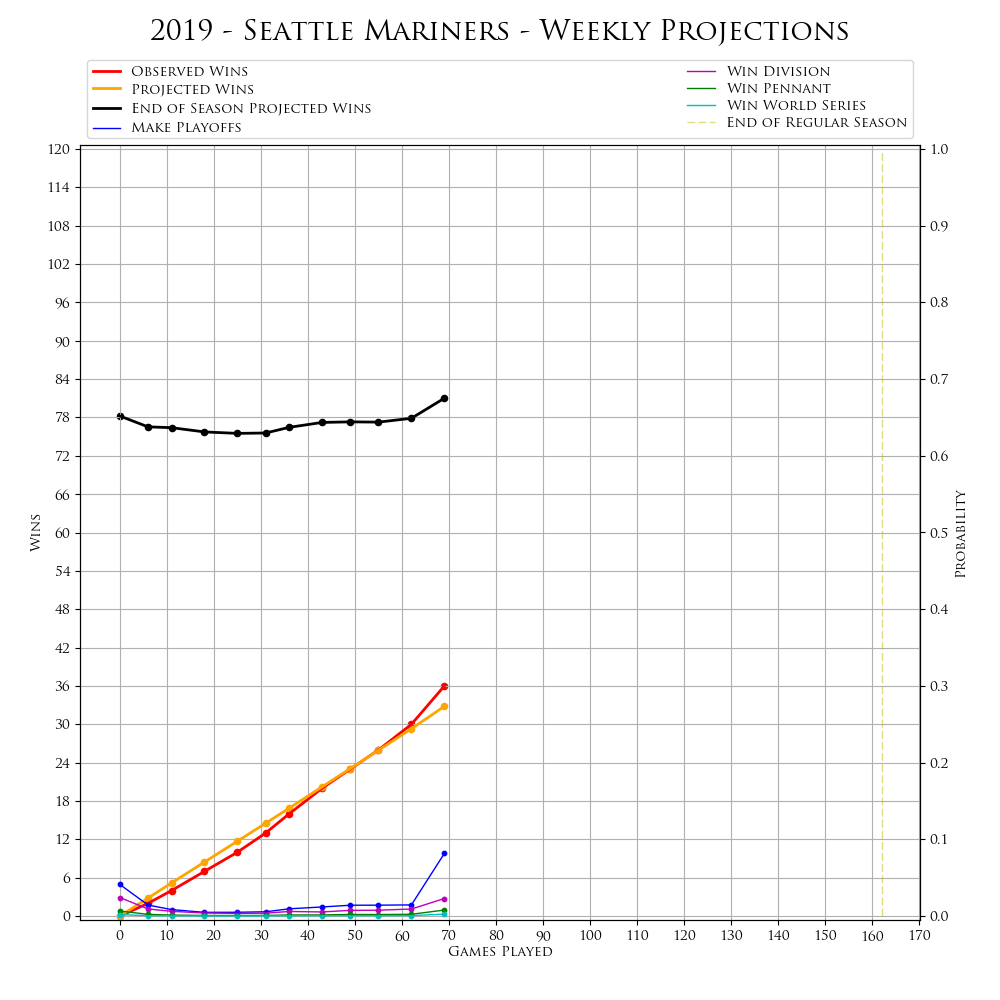 2019 - Seattle Mariners - Weekly Projections
Observed Wins
Projected Wins
End of Season Projected Wins
Make Playoffs
Win Division
Win Pennant
Win World Series
End of Regular Season
120
114
108
102
96
90
84
78
72
66
60
54
48
42
36
30
24
18
12
6
0
Wins
1.0
0.9
0.8
0.7
0.6
0.5
0.4
0.3
0.2
0.1
0.0
Probability
0 10 20 30 40 50 60 70 80 90 100 110 120 130 140 150 160 170
Games Played